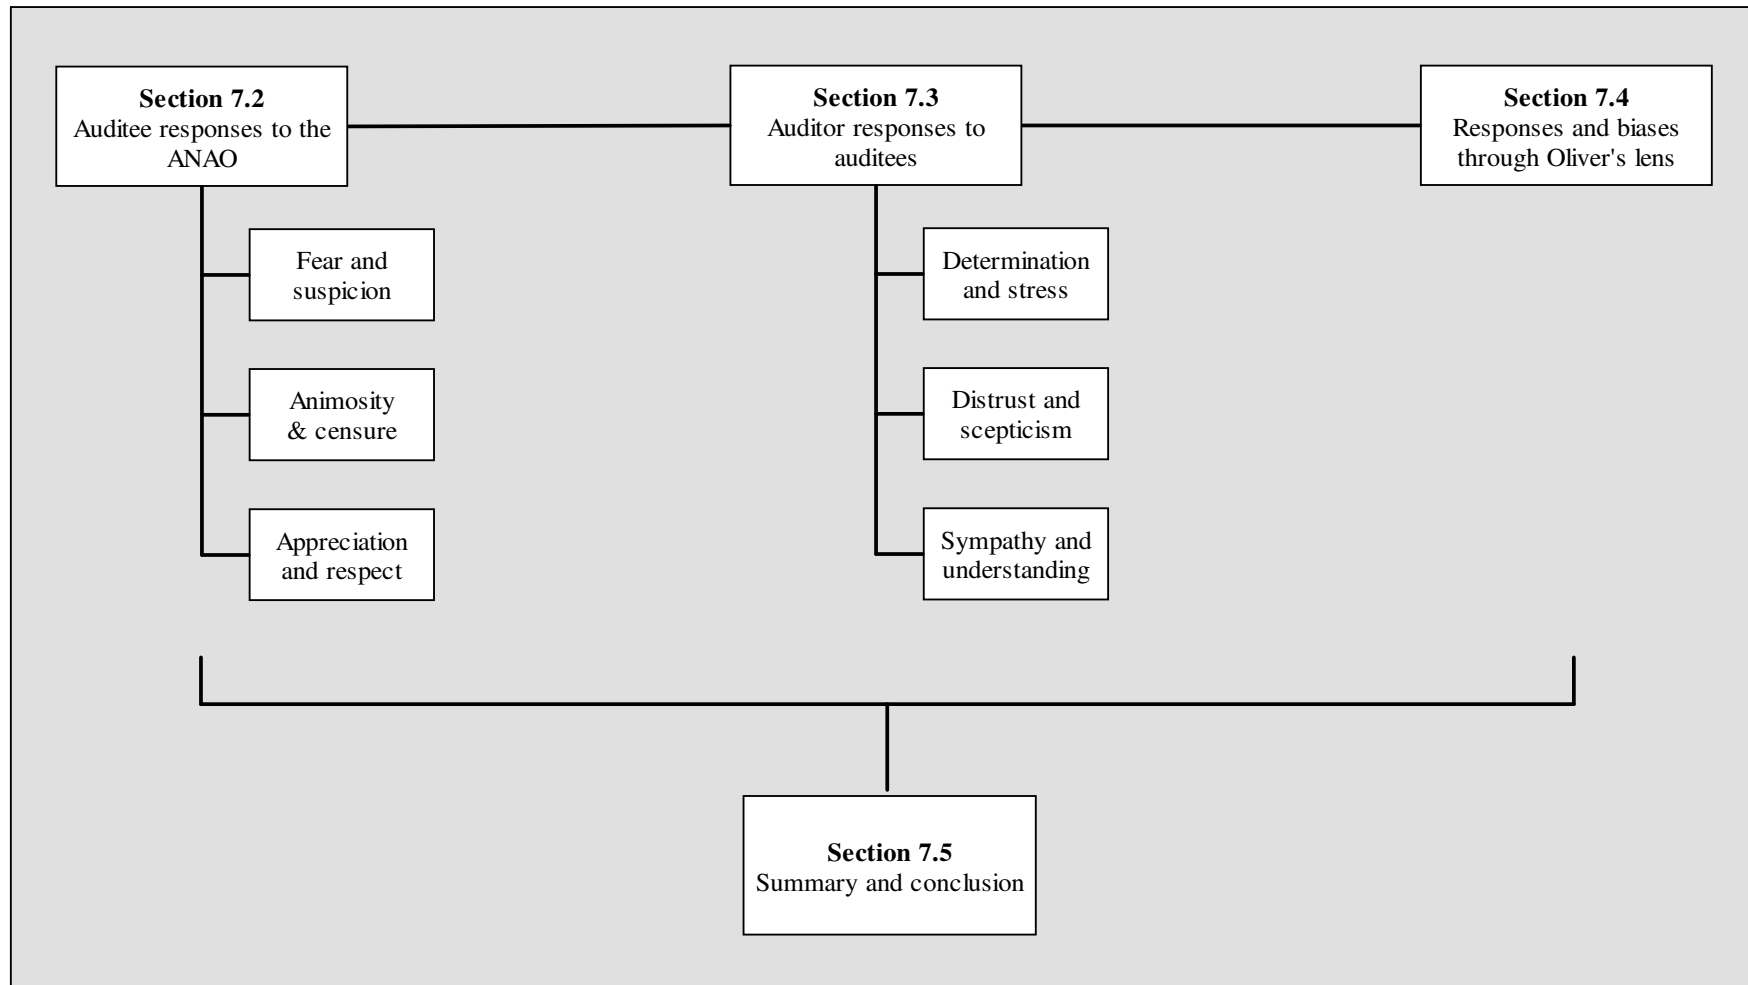 Section 7.2
Auditee responses to the
ANAO
Section 7.3
Auditor responses to
auditees
Section 7.4
Responses and biases
through Oliver's lens
Fear and
suspicion
Animosity
& censure
Appreciation
and respect
Determination
and stress
Distrust and
scepticism
Sympathy and
understanding
Section 7.5
Summary and conclusion